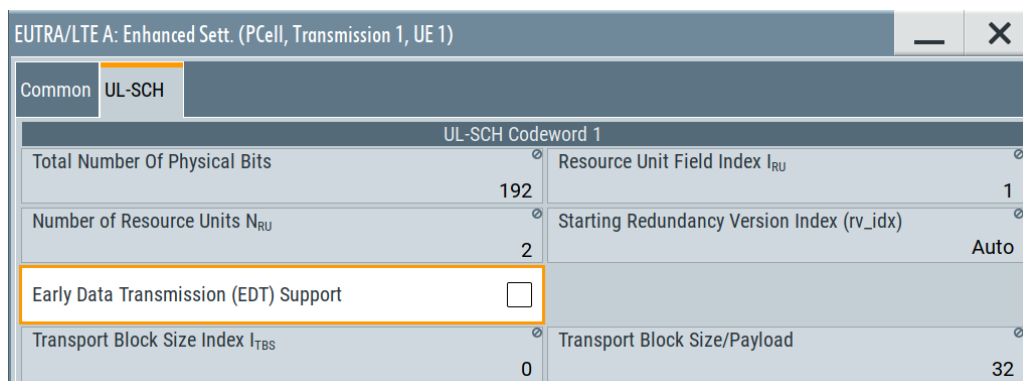 EUTRA/LTE A: Enhanced Sett. (PCell, Transmission 1, UE 1)
Common UL-SCH
UL-SCH Codeword 1
Total Number Of Physical Bits
192
Resource Unit Field Index IRU
1
Number of Resource Units NRU
2
Starting Redundancy Version Index (rv_idx)
Auto
Early Data Transmission (EDT) Support
Transport Block Size Index ITBS
0
Transport Block Size/Payload
32